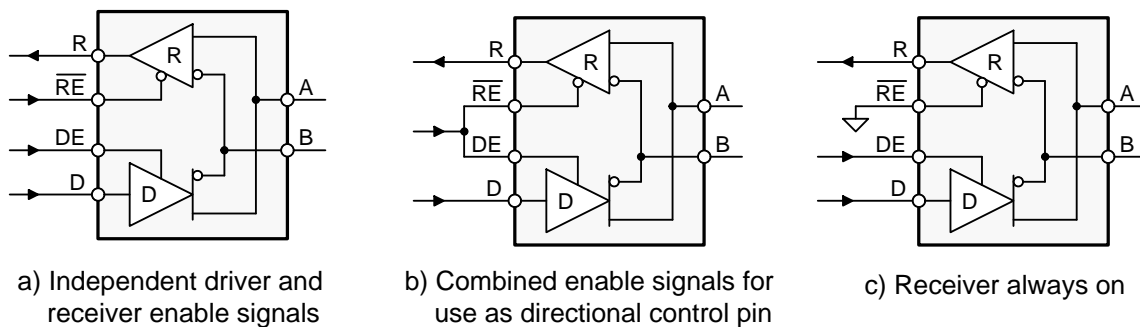 R
R
A
RE
DE
B
D
D
a) Independent driver and
receiver enable signals
R
R
A
RE
DE
B
D
D
b) Combined enable signals for
use as directional control pin
R
R
A
RE
DE
B
D
D
c) Receiver always on